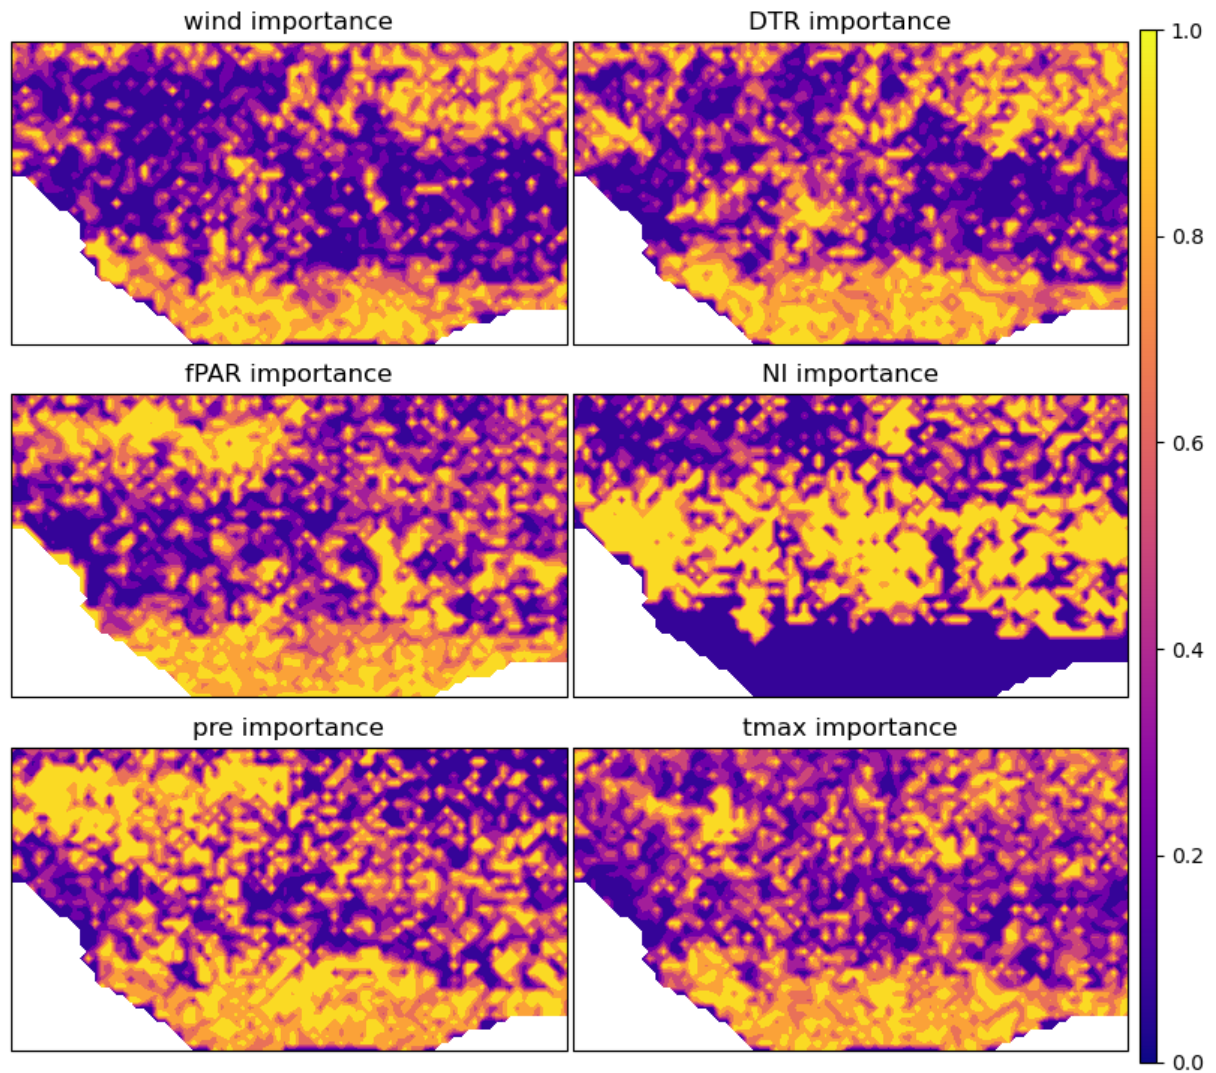 wind importance
DTR importance
1.0
0.8
fPAR importance
NI importance
0.6
0.4
pre importance
tmax importance
0.2
0.0